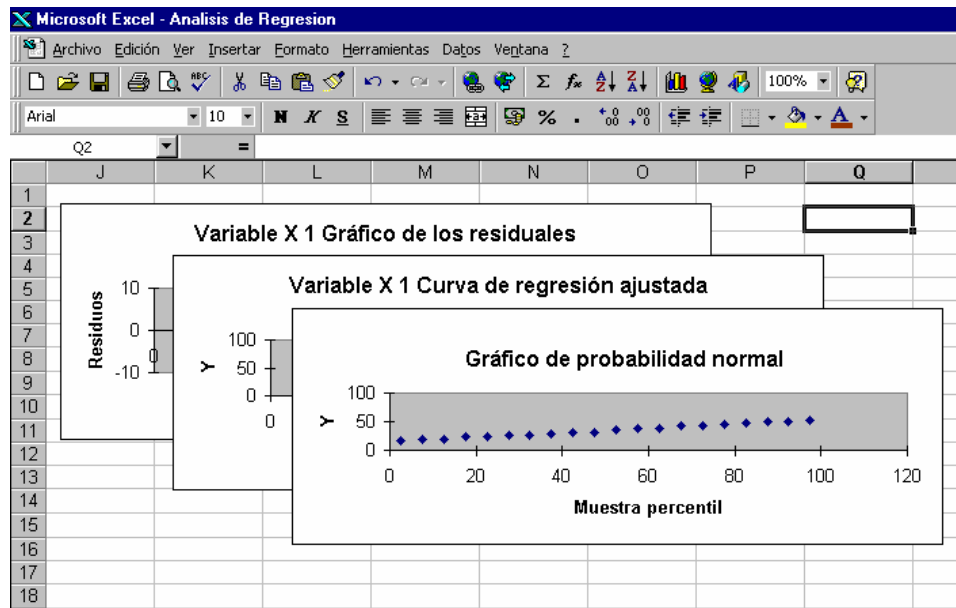 Microsoft Excel - Analisis de Regresion
Archivo Edición Ver Insertar Formato Herramientas Datos Ventana ?
100%
Arial 10 N K S % .
Q2 =
J K L M N O P Q
1
2
3
4
5
6
7
8
9
10
11
12
13
14
15
16
17
18
Variable X 1 Gráfico de los residuales
Residuos
10
0
-10
0
Variable X 1 Curva de regresión ajustada
Y
100
50
0
0
Gráfico de probabilidad normal
Y
100
50
0
0 20 40 60 80 100 120
Muestra percentil